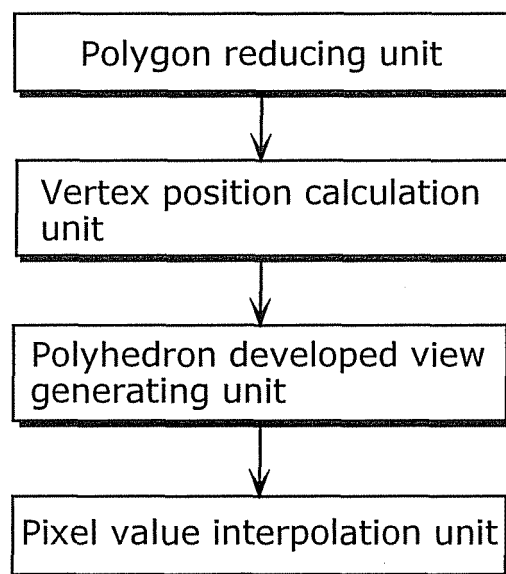 Polygon reducing unit
Vertex position calculation
unit
Polyhedron developed view
generating unit
Pixel value interpolation unit